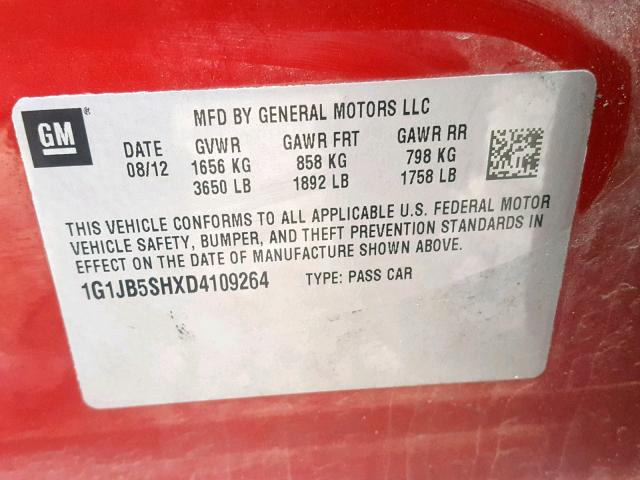 GM ®
MFD BY GENERAL MOTORS LLC
DATE GVWR GAWR FRT GAWR RR
08/12 1656 KG 858 KG 798 KG
3650 LB 1892 LB 1758 LB
THIS VEHICLE CONFORMS TO ALL APPLICABLE U.S. FEDERAL MOTOR
VEHICLE SAFETY, BUMPER, AND THEFT PREVENTION STANDARDS IN
EFFECT ON THE DATE OF MANUFACTURE SHOWN ABOVE.
1G1JB5SHXD4109264 TYPE: PASS CAR